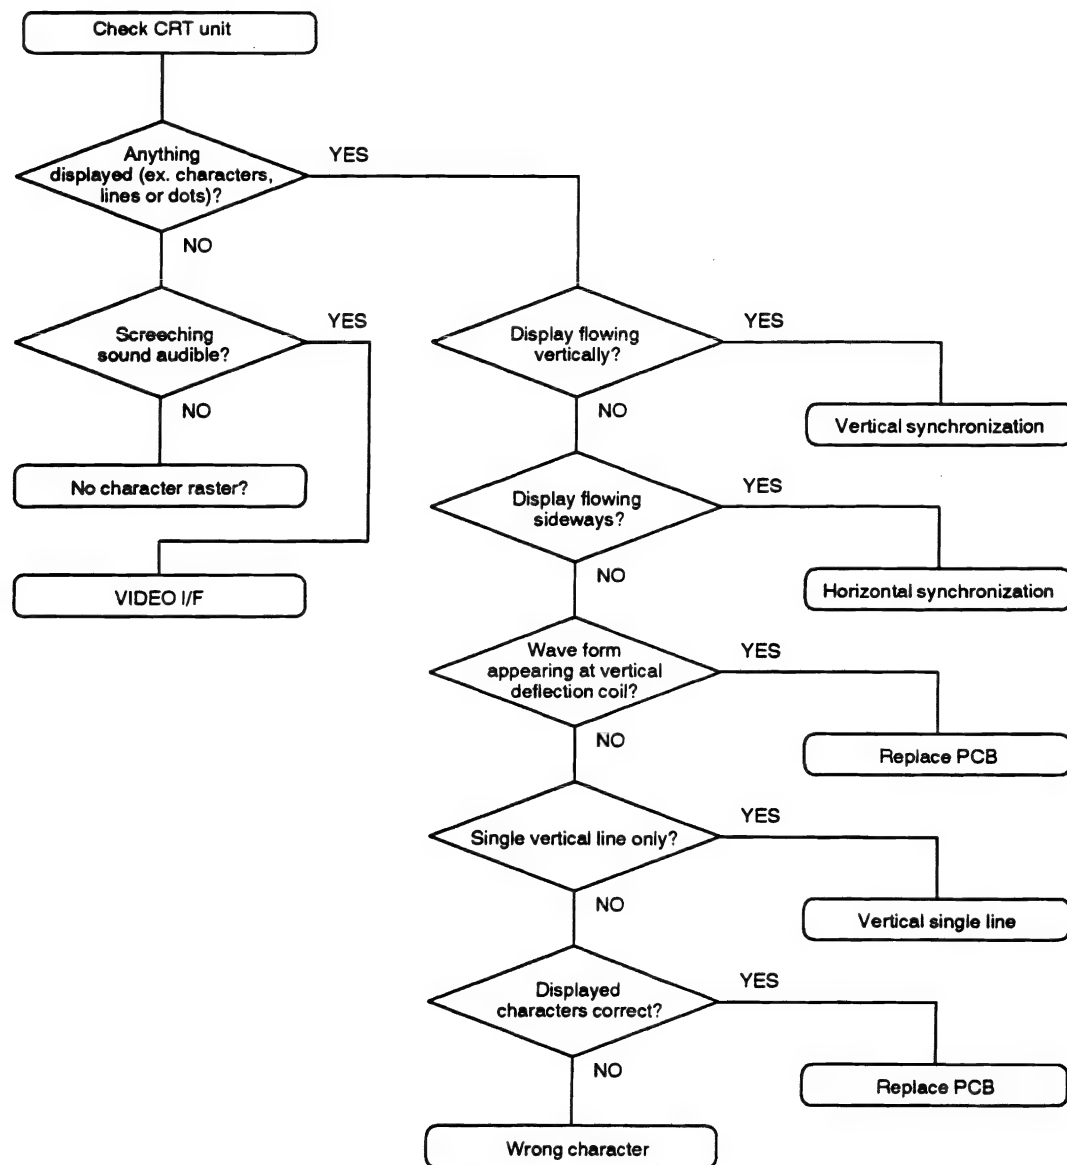 Check CRT unit
Anything
displayed (ex. characters,
lines or dots)?
YES
NO
Screeching
sound audible?
YES
NO
No character raster?
VIDEO I/F
Display flowing
vertically?
YES
NO
Vertical synchronization
Display flowing
sideways?
YES
NO
Horizontal synchronization
Wave form
appearing at vertical
deflection coil?
YES
NO
Replace PCB
Single vertical line only?
YES
NO
Vertical single line
Displayed
characters correct?
YES
NO
Replace PCB
Wrong character